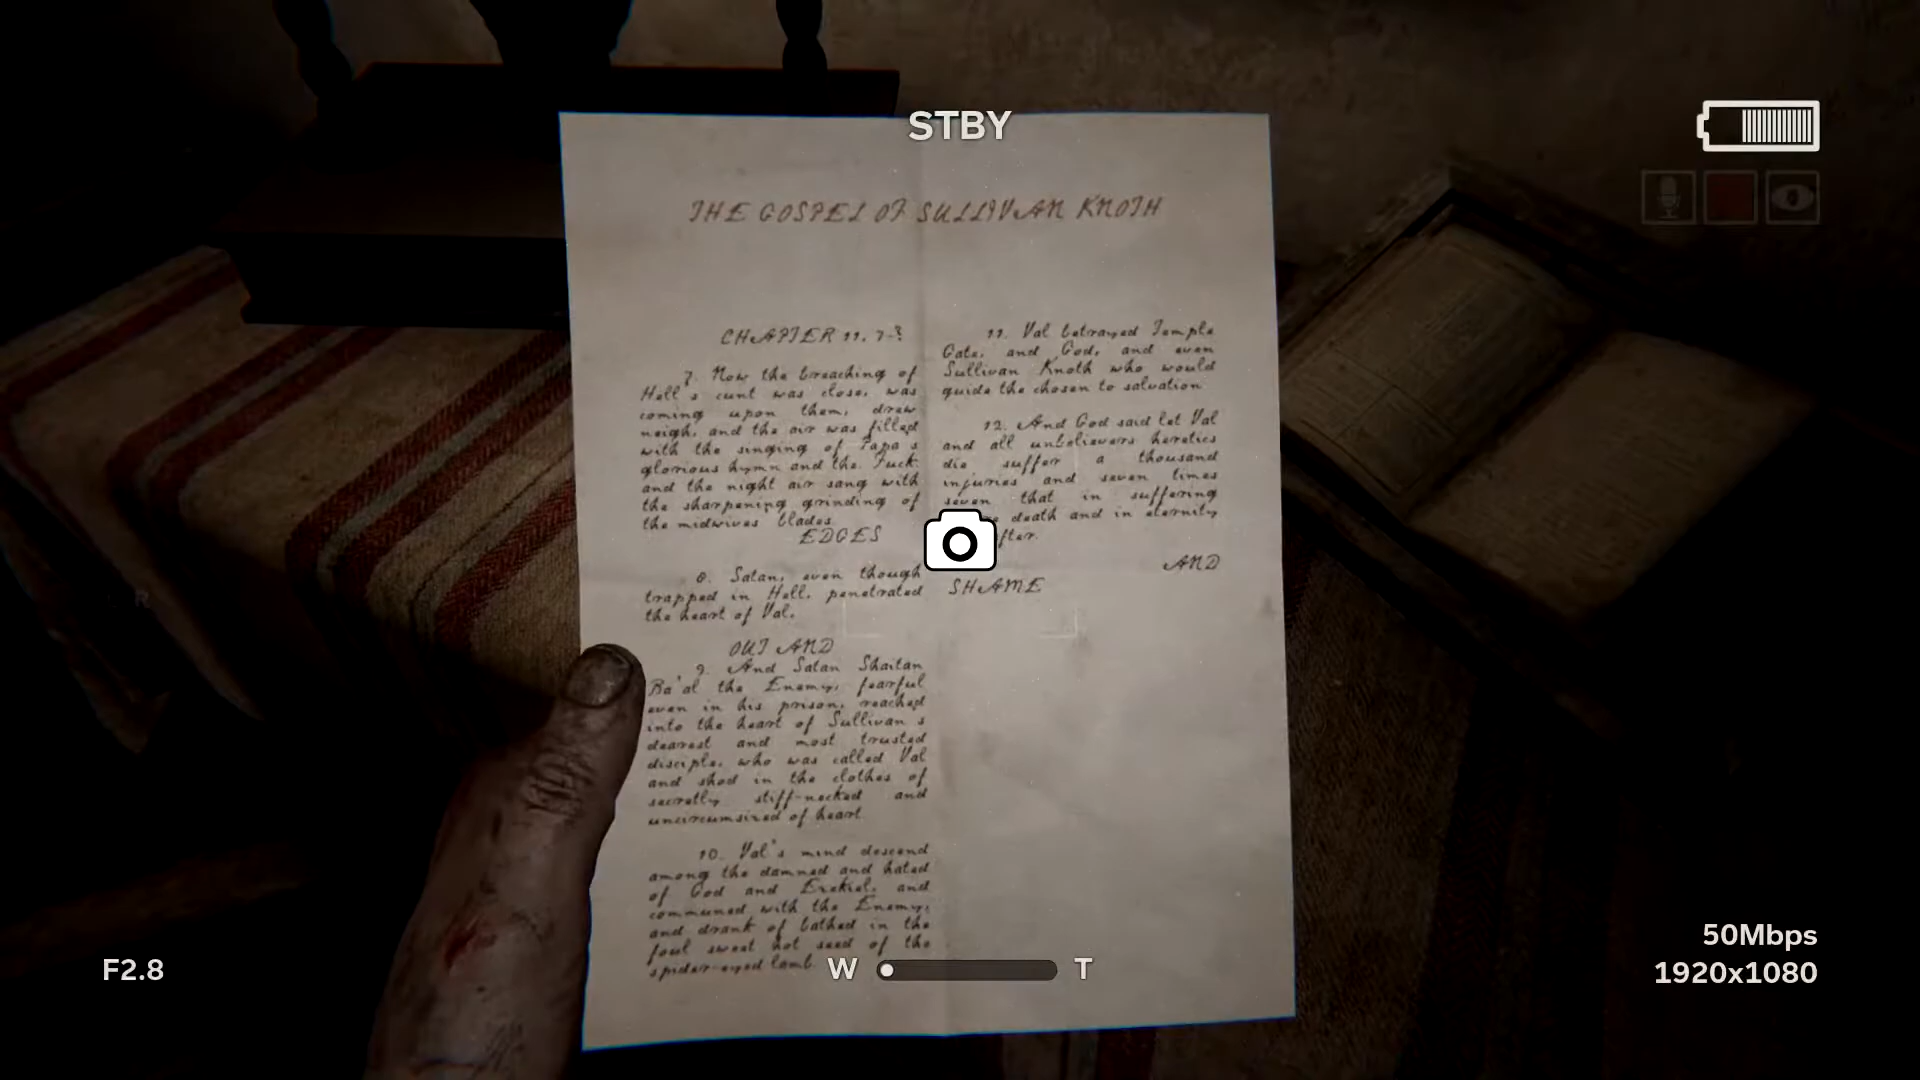 STBY
THE GOSPEL OF SULLIVAN KNOTH
CHAPTER 11. 7-?
7. Now the breaching of
Hell's cunt was close, was
coming upon them, drew
neigh, and the air was filled
with the singing of Papa's
glorious hymn and the. Fuck.
and the night air sang with
the sharpening grinding of
the midwives blades.
EDGES
8. Satan, even though
trapped in Hell, penetrated
the heart of Val.
OUT AND
9. And Satan Shaitan
Ba'al the Enemy, fearful
even in his prison, reached
into the heart of Sullivan's
dearest and most trusted
disciple, who was called Val
and shod in the clothes of
secretly stiff-necked and
uncircumsized of heart.
10. Val's mind descend
among the damned and hated
of God and Ezekiel, and
communed with the Enemy,
and drank of bathed in the
foul sweet hot seed of the
spider-eyed lamb.
11. Val betrayed Temple
Gate, and God, and even
Sullivan Knoth who would
guide the chosen to salvation
12. And God said let Val
and all unbelievers heretics
die suffer a thousand
injuries and seven times
seven that in suffering
death and in eternity
AND
SHAME
F2.8
W
T
50Mbps
1920x1080